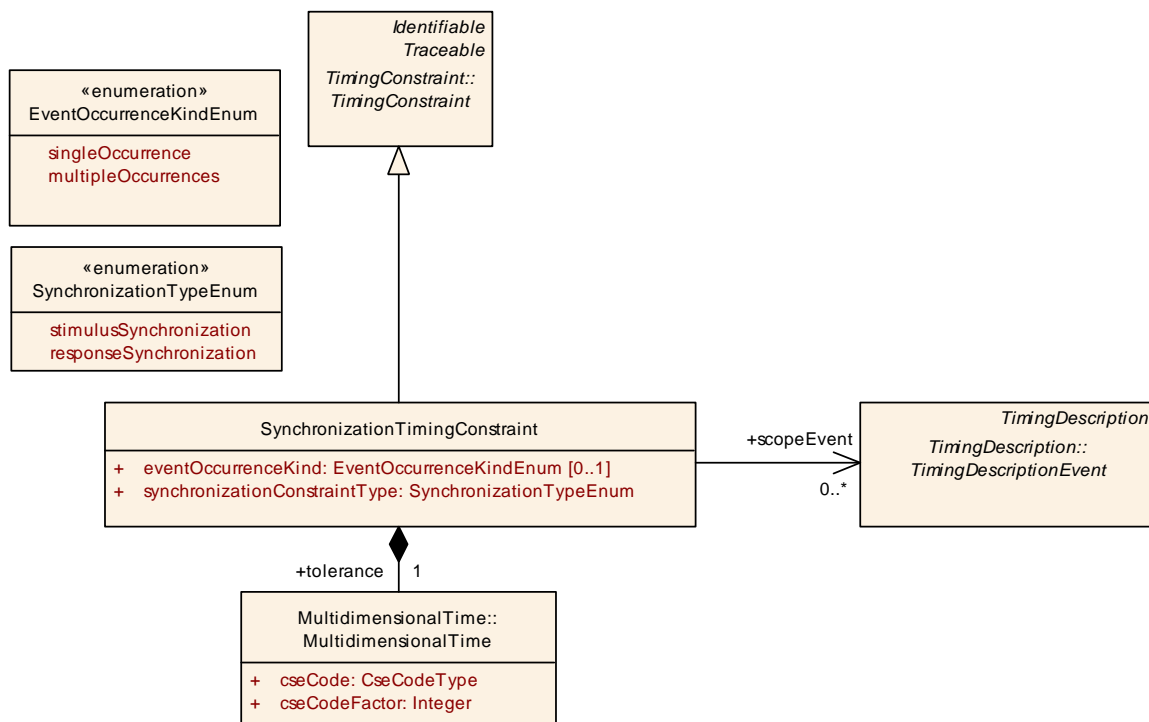 Identifiable
Traceable
TimingConstraint::
TimingConstraint
«enumeration»
EventOccurrenceKindEnum
singleOccurrence
multipleOccurrences
«enumeration»
SynchronizationTypeEnum
stimulusSynchronization
responseSynchronization
SynchronizationTimingConstraint
+ eventOccurrenceKind: EventOccurrenceKindEnum [0..1]
+ synchronizationConstraintType: SynchronizationTypeEnum
+scopeEvent
0..*
TimingDescription
TimingDescription::
TimingDescriptionEvent
+tolerance 1
MultidimensionalTime::
MultidimensionalTime
+ cseCode: CseCodeType
+ cseCodeFactor: Integer